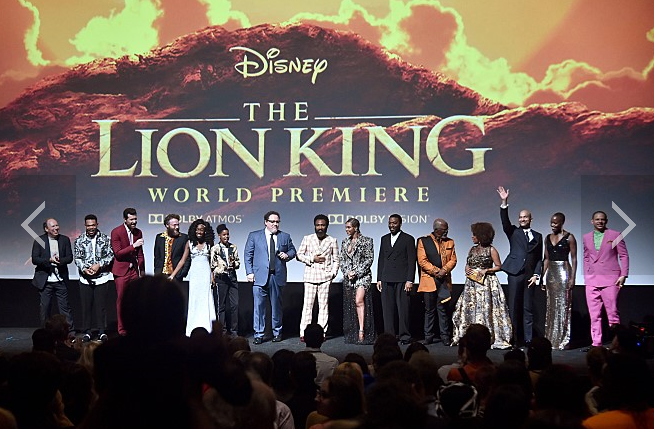 Disney
THE
LION KING
WORLD PREMIERE
DOLBY ATMOS DOLBY VISION